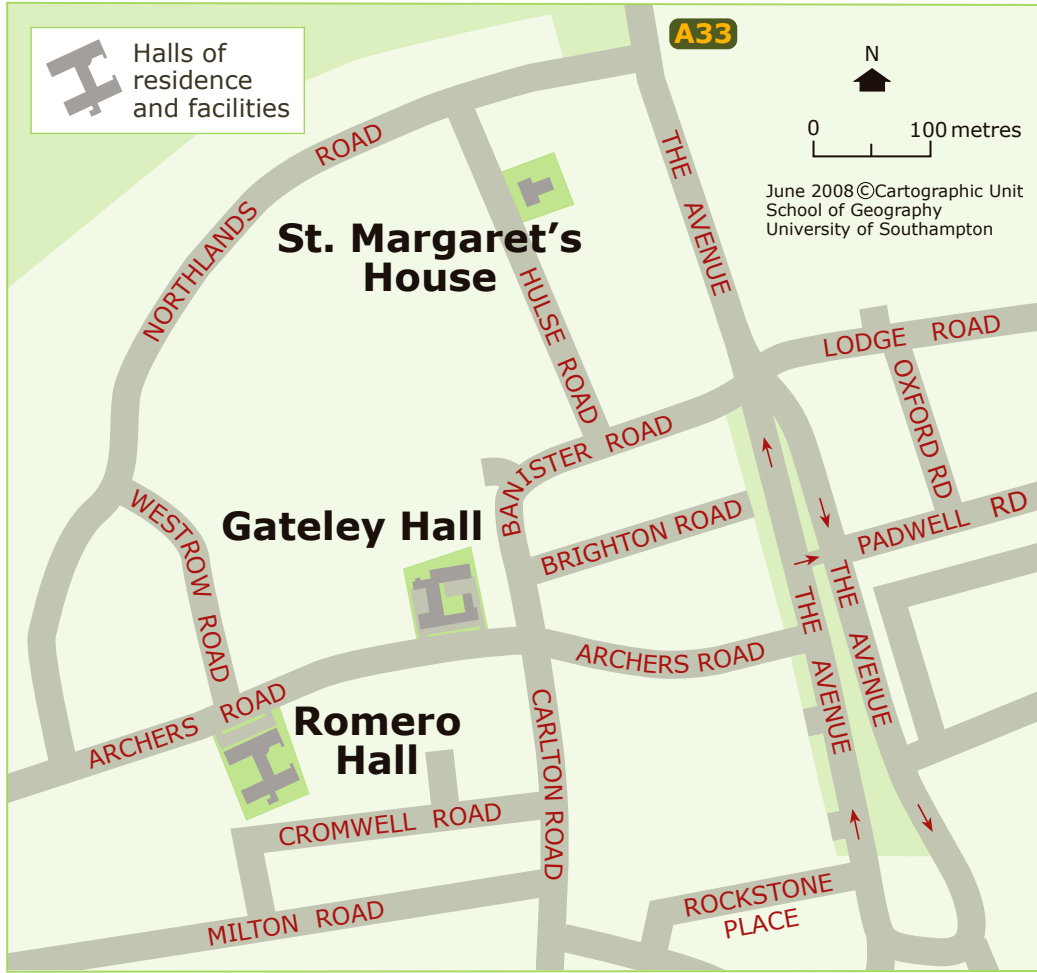 A33
Halls of
residence
and facilities
N
0 100 metres
June 2008 ©Cartographic Unit
School of Geography
University of Southampton
NORTHLANDS ROAD
THE AVENUE
St. Margaret's
House
HULSE ROAD
LODGE ROAD
OXFORD RD
BANISTER ROAD
WESTROW ROAD
Gateley Hall
BRIGHTON ROAD
PADWELL RD
THE AVENUE
THE AVENUE
ARCHERS ROAD
ARCHERS ROAD
Romero
Hall
CARLTON ROAD
CROMWELL ROAD
MILTON ROAD
ROCKSTONE
PLACE